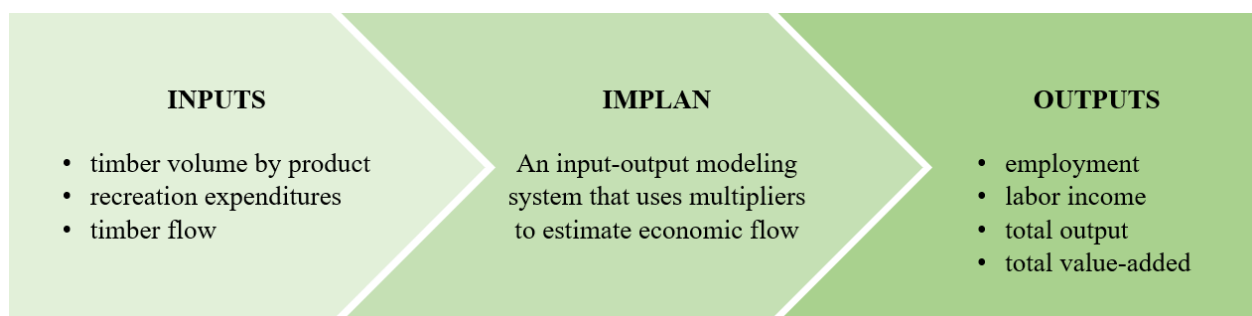 INPUTS
• timber volume by product
• recreation expenditures
• timber flow
IMPLAN
An input-output modeling
system that uses multipliers
to estimate economic flow
OUTPUTS
• employment
• labor income
• total output
• total value-added